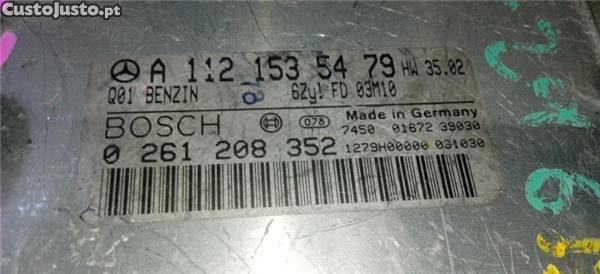 CustoJusto.pt
A 112 153 54 79 HW 35.02
Q01 BENZIN 6Zyl FD 03M10
BOSCH 078 Made in Germany
7450 01672 39030
0 261 208 352 1279H00000 031030